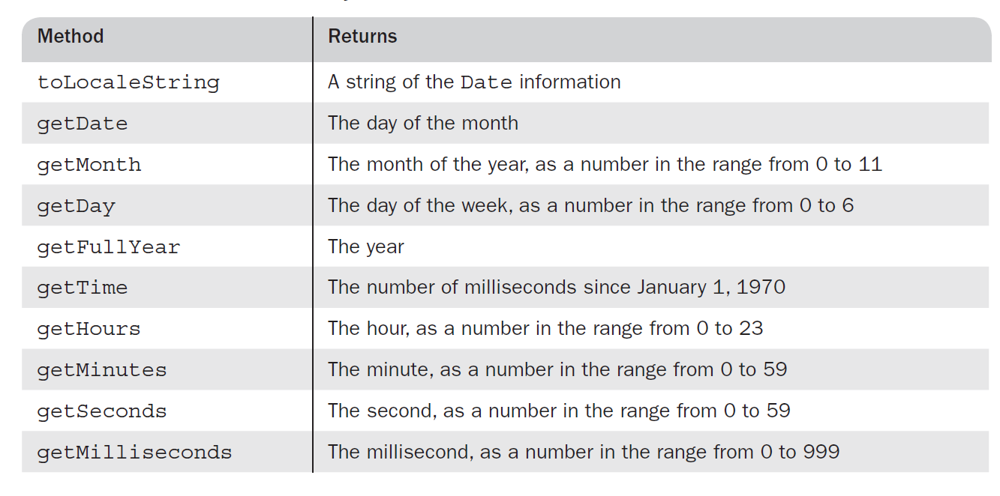 Method Returns
toLocaleString A string of the Date information
getDate The day of the month
getMonth The month of the year, as a number in the range from 0 to 11
getDay The day of the week, as a number in the range from 0 to 6
getFullYear The year
getTime The number of milliseconds since January 1, 1970
getHours The hour, as a number in the range from 0 to 23
getMinutes The minute, as a number in the range from 0 to 59
getSeconds The second, as a number in the range from 0 to 59
getMilliseconds The millisecond, as a number in the range from 0 to 999